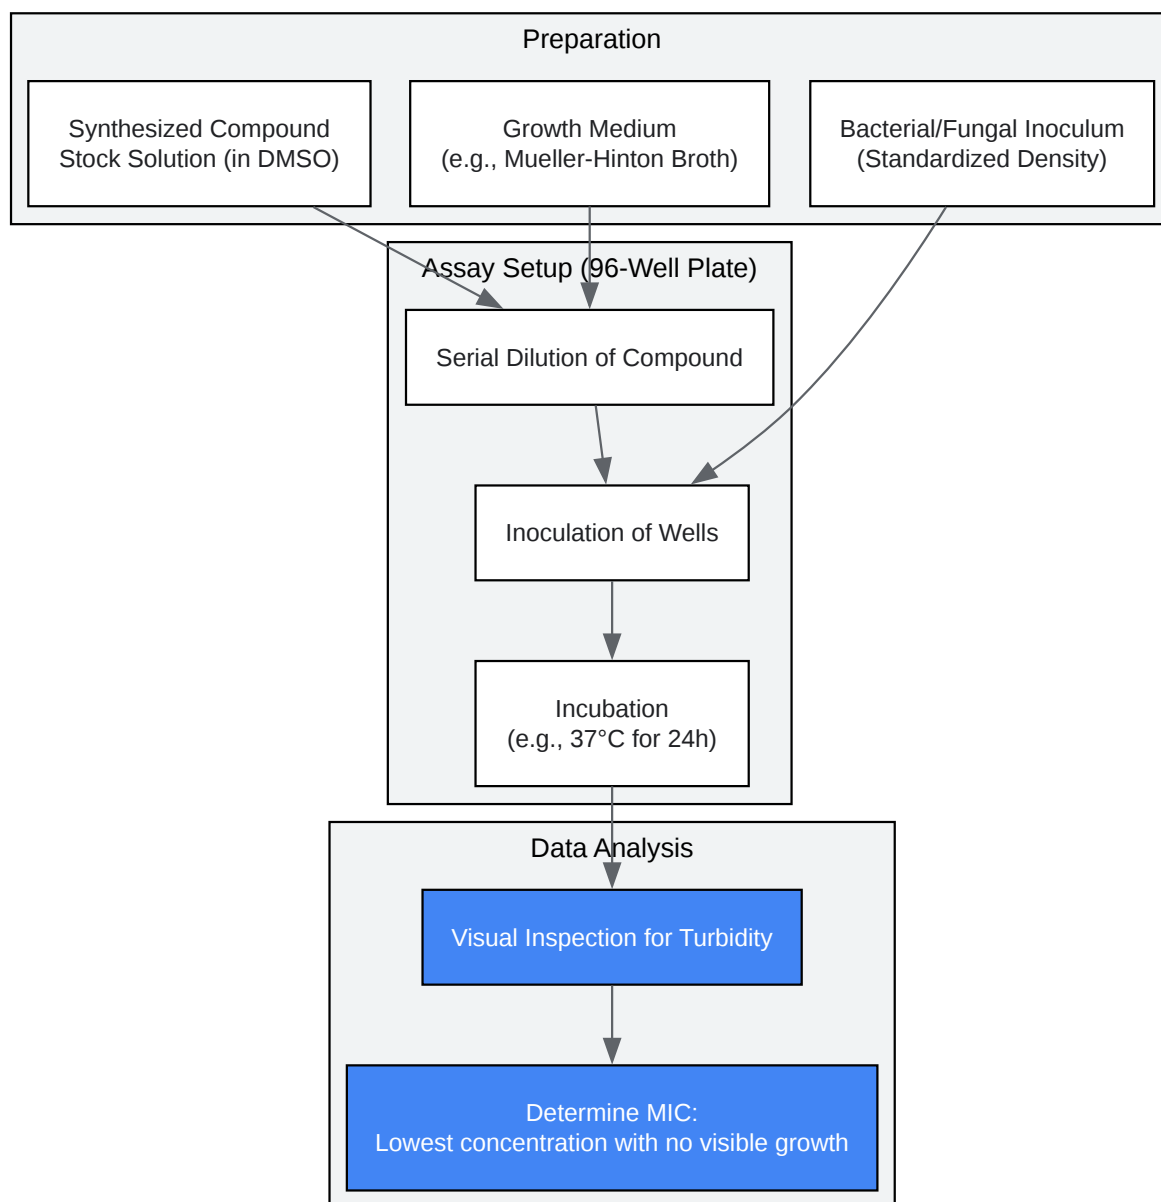 Preparation
Synthesized Compound
Stock Solution (in DMSO)
Growth Medium
(e.g., Mueller-Hinton Broth)
Bacterial/Fungal Inoculum
(Standardized Density)
Assay Setup (96-Well Plate)
Serial Dilution of Compound
Inoculation of Wells
Incubation
(e.g., 37°C for 24h)
Data Analysis
Visual Inspection for Turbidity
Determine MIC:
Lowest concentration with no visible growth